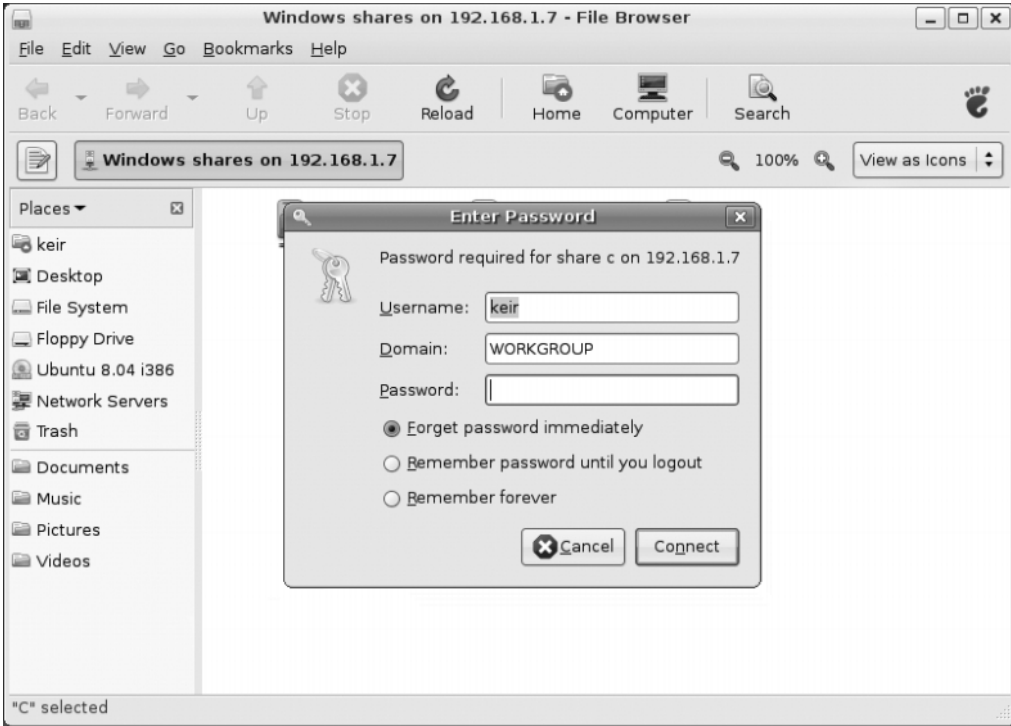 Windows shares on 192.168.1.7 - File Browser
File Edit View Go Bookmarks Help
Back Forward Up Stop Reload Home Computer Search
Windows shares on 192.168.1.7 100% View as Icons
Places
keir
Desktop
File System
Floppy Drive
Ubuntu 8.04 i386
Network Servers
Trash
Documents
Music
Pictures
Videos
Enter Password
Password required for share c on 192.168.1.7
Username: keir
Domain: WORKGROUP
Password:
Forget password immediately
Remember password until you logout
Remember forever
Cancel Connect
"C" selected